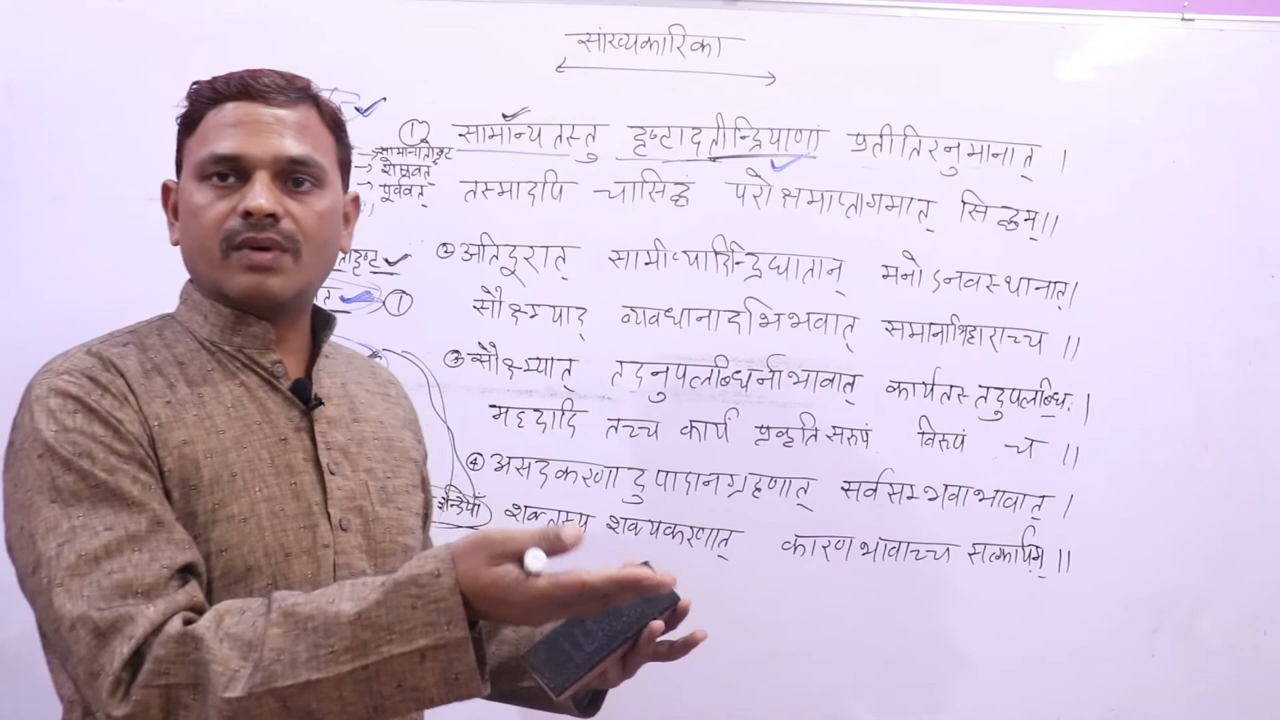 सांख्यकारिका
① सामान्यतस्तु दृष्टादतीन्द्रियाणां प्रतीतिरनुमानात् ।
→ सामान्यतोदृष्ट
→ शेषवत्
→ पूर्ववत्
तस्मादपि चासिद्धं परोक्षमाप्तागमात् सिद्धम् ॥
② अतिदूरात् सामीप्यादिन्द्रियघातान् मनोऽनवस्थानात् ।
①
सौक्ष्म्याद् व्यवधानादभिभवात् समानाभिहाराच्च ॥
③ सौक्ष्म्यात् तदनुपलब्धिर्नाभावात् कार्यतस्तदुपलब्धिः ।
महदादि तच्च कार्यं प्रकृतिसरुपं विरुपं च ॥
④ असदकरणादुपादानग्रहणात् सर्वसम्भवाभावात् ।
इन्द्रियाँ
शक्तस्य शक्यकरणात् कारणभावाच्च सत्कार्यम् ॥